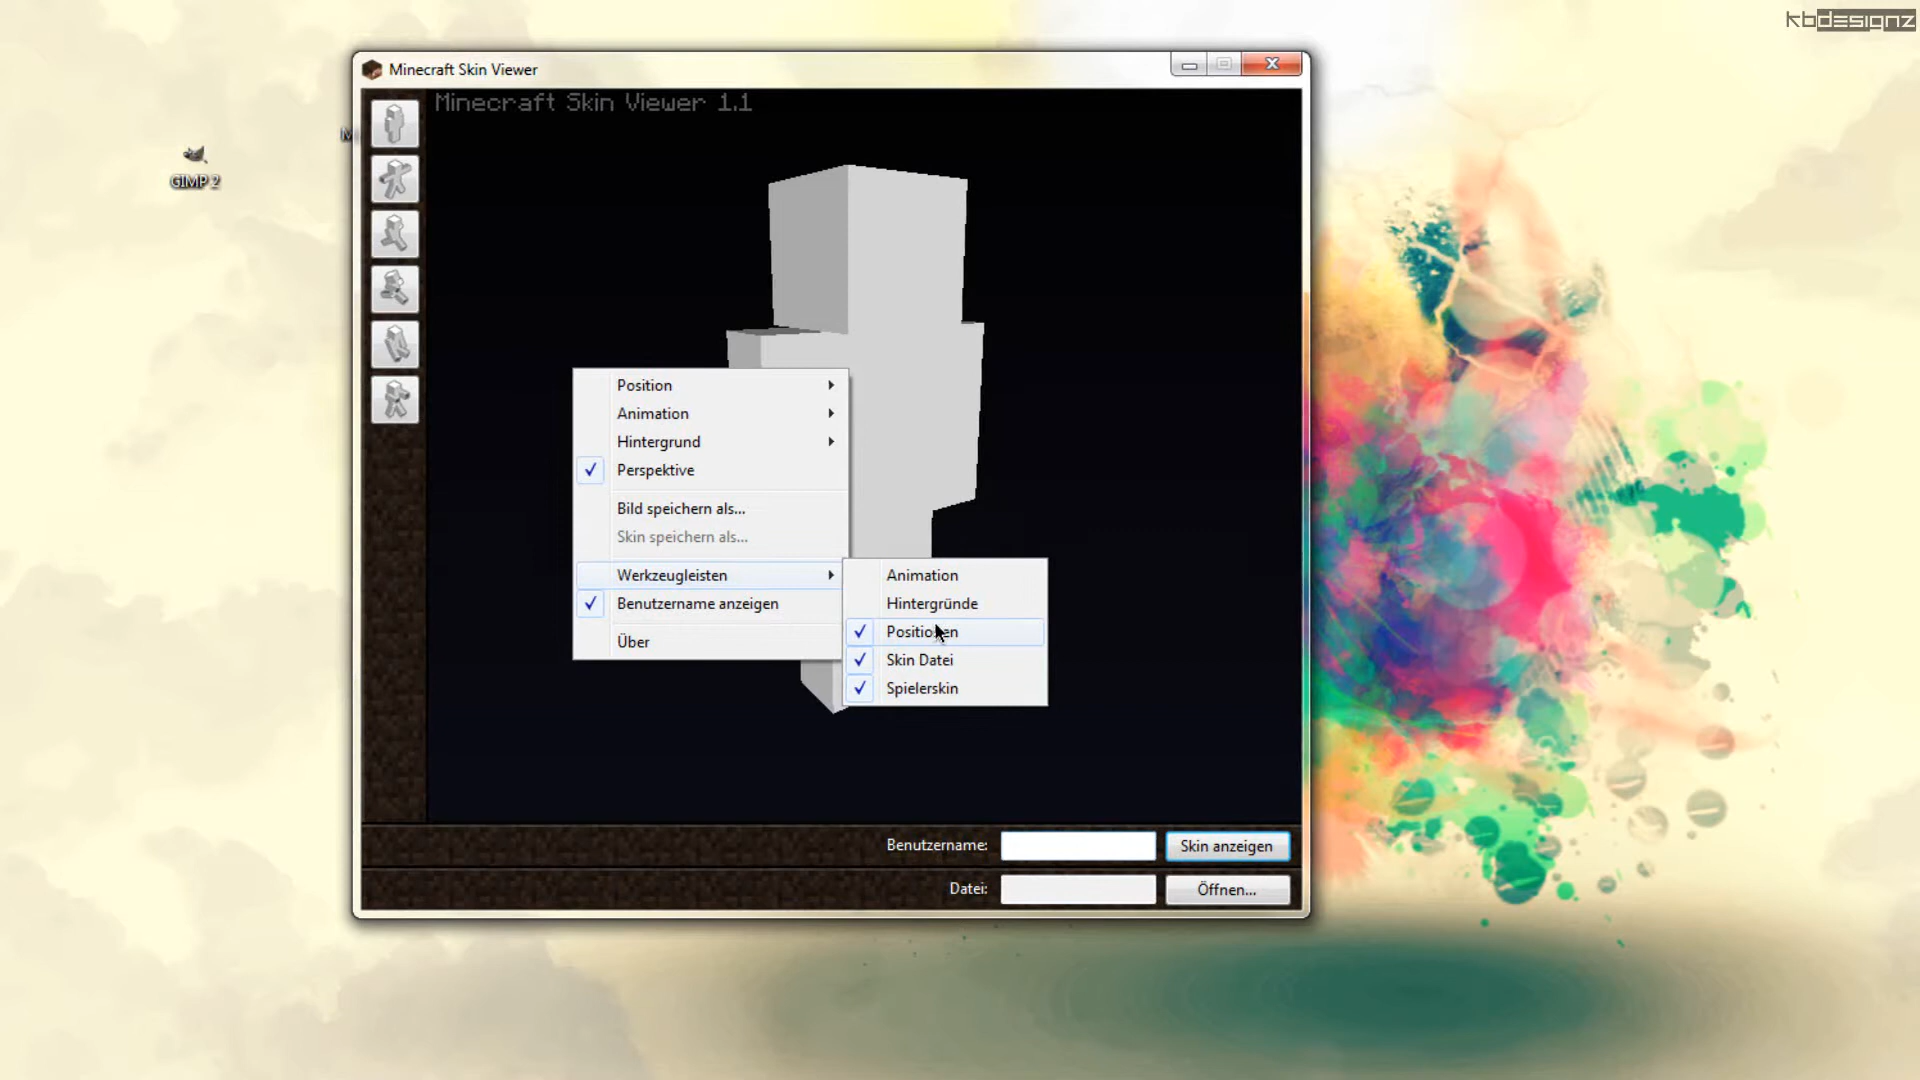 kbdesignz
Minecraft Skin Viewer
Minecraft Skin Viewer 1.1
M
GIMP 2
Position
Animation
Hintergrund
Perspektive
Bild speichern als...
Skin speichern als...
Werkzeugleisten
Benutzername anzeigen
Über
Animation
Hintergründe
Positionen
Skin Datei
Spielerskin
Benutzername:
Skin anzeigen
Datei:
Öffnen...